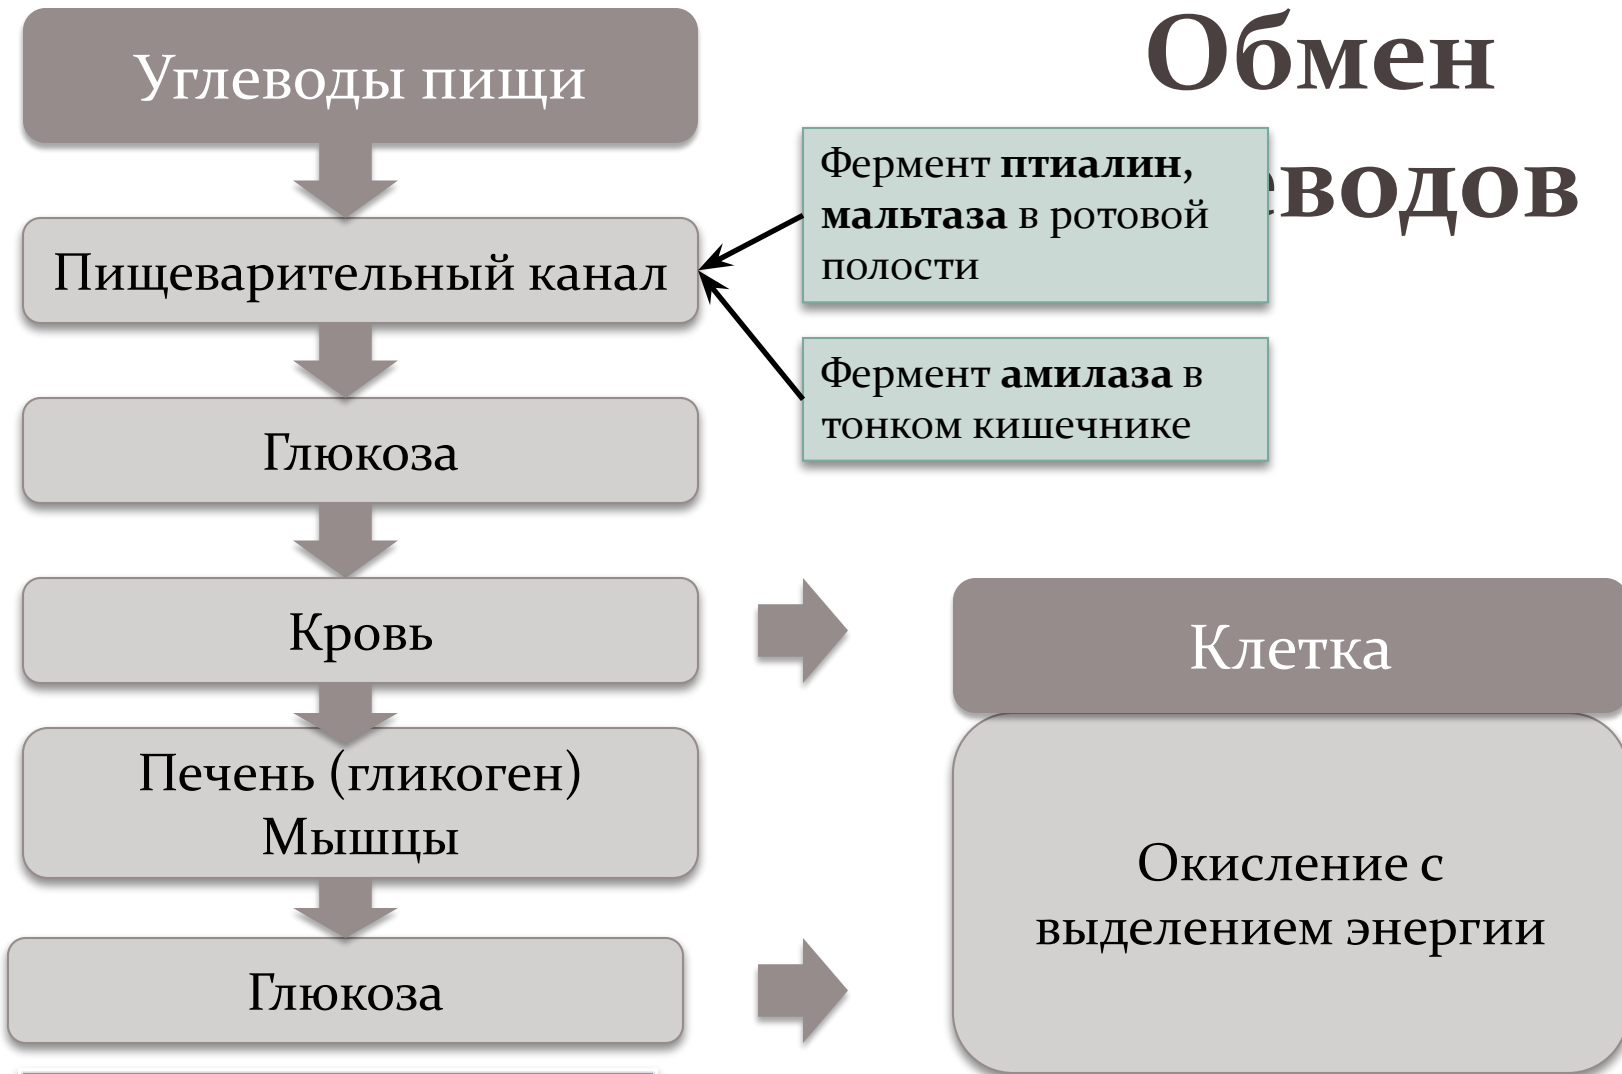 Обмен
еводов
Углеводы пищи
Фермент птиалин,
мальтаза в ротовой
полости
Пищеварительный канал
Фермент амилаза в
тонком кишечнике
Глюкоза
Кровь
Клетка
Печень (гликоген)
Мышцы
Окисление с
выделением энергии
Глюкоза